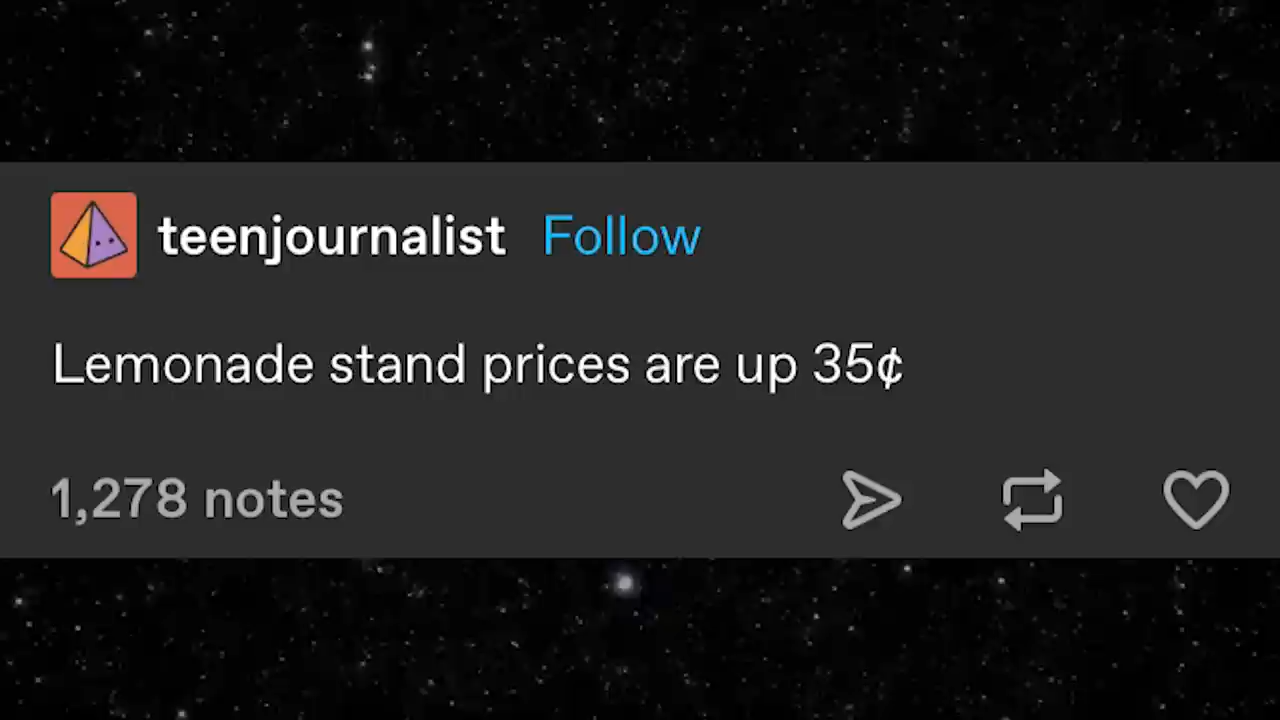 teenjournalist Follow
Lemonade stand prices are up 35¢
1,278 notes